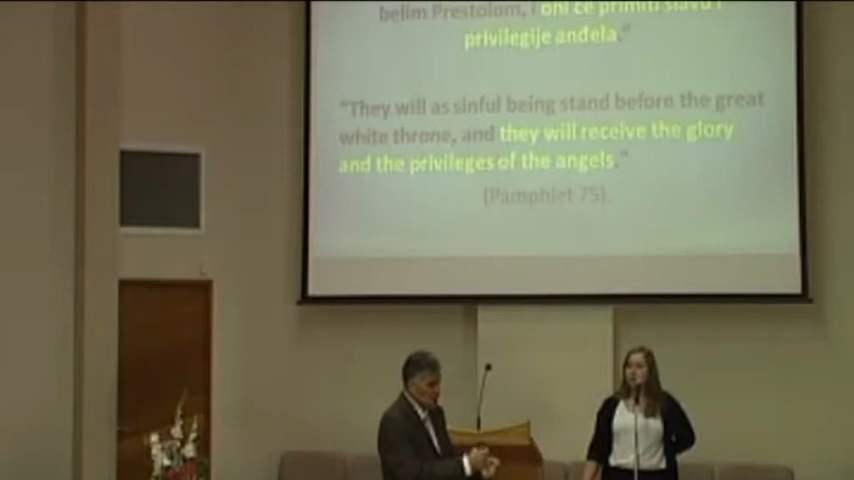 belim Prestolom, i oni će primiti slavu i
privilegije anđela."
"They will as sinful being stand before the great
white throne, and they will receive the glory
and the privileges of the angels."
(Pamphlet 75).